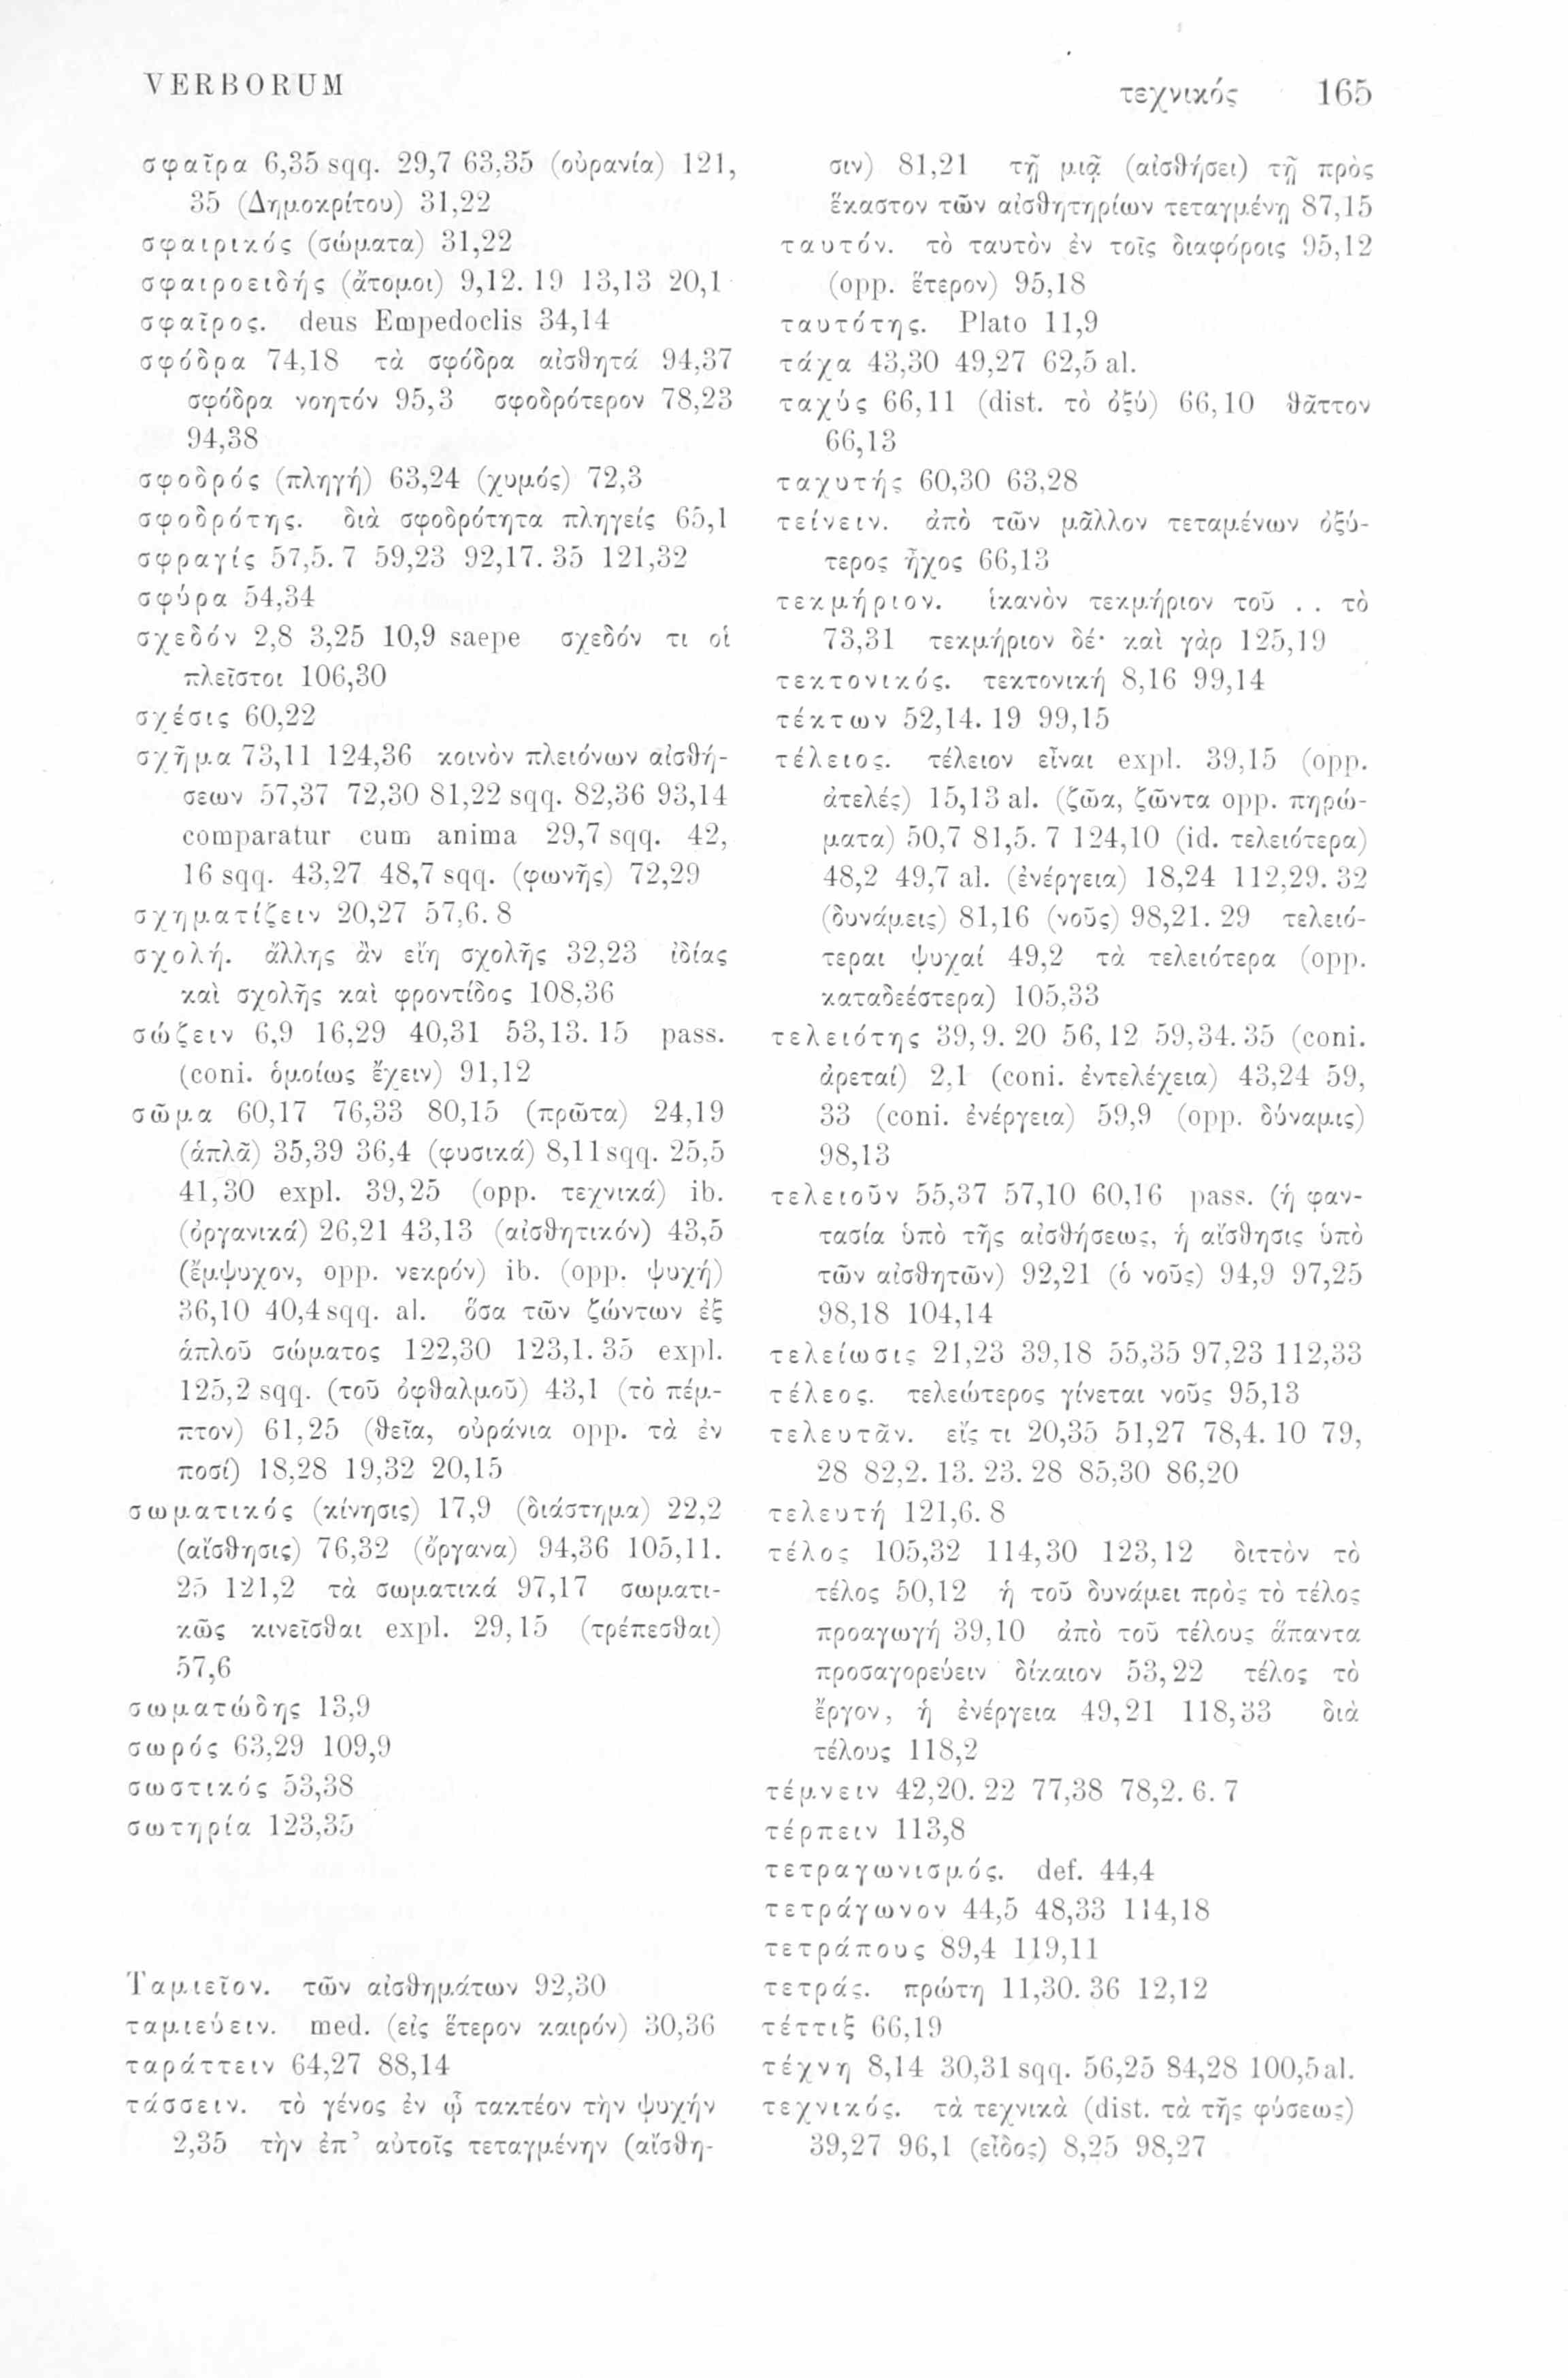 VERBORUM
τεχνικός 165
σφαῖρα 6,35 sqq. 29,7 63,35 (οὐρανία) 121,
35 (Δημοκρίτου) 31,22
σφαιρικός (σώματα) 31,22
σφαιροειδής (ἄτομοι) 9,12. 19 13,13 20,1
σφαῖρος. deus Empedoclis 34,14
σφόδρα 74,18 τὰ σφόδρα αἰσθητά 94,37
σφόδρα νοητόν 95,3 σφοδρότερον 78,23
94,38
σφοδρός (πληγή) 63,24 (χυμός) 72,3
σφοδρότης. διὰ σφοδρότητα πληγείς 65,1
σφραγίς 57,5. 7 59,23 92,17. 35 121,32
σφύρα 54,34
σχεδόν 2,8 3,25 10,9 saepe σχεδόν τι οἱ
πλεῖστοι 106,30
σχέσις 60,22
σχῆμα 73,11 124,36 κοινὸν πλειόνων αἰσθή-
σεων 57,37 72,30 81,22 sqq. 82,36 93,14
comparatur cum anima 29,7 sqq. 42,
16 sqq. 43,27 48,7 sqq. (φωνῆς) 72,29
σχηματίζειν 20,27 57,6. 8
σχολή. ἄλλης ἂν εἴη σχολῆς 32,23 ἰδίας
καὶ σχολῆς καὶ φροντίδος 108,36
σώζειν 6,9 16,29 40,31 53,13. 15 pass.
(coni. ὁμοίως ἔχειν) 91,12
σῶμα 60,17 76,33 80,15 (πρῶτα) 24,19
(ἁπλᾶ) 35,39 36,4 (φυσικά) 8,11 sqq. 25,5
41,30 expl. 39,25 (opp. τεχνικά) ib.
(ὀργανικά) 26,21 43,13 (αἰσθητικόν) 43,5
(ἔμψυχον, opp. νεκρόν) ib. (opp. ψυχή)
36,10 40,4 sqq. al. ὅσα τῶν ζώντων ἐξ
ἁπλοῦ σώματος 122,30 123,1. 35 expl.
125,2 sqq. (τοῦ ὀφθαλμοῦ) 43,1 (τὸ πέμ-
πτον) 61,25 (θεῖα, οὐράνια opp. τὰ ἐν
ποσί) 18,28 19,32 20,15
σωματικός (κίνησις) 17,9 (διάστημα) 22,2
(αἴσθησις) 76,32 (ὄργανα) 94,36 105,11.
25 121,2 τὰ σωματικά 97,17 σωματι-
κῶς κινεῖσθαι expl. 29,15 (τρέπεσθαι)
57,6
σωματώδης 13,9
σωρός 63,29 109,9
σωστικός 53,38
σωτηρία 123,35
Ταμιεῖον. τῶν αἰσθημάτων 92,30
ταμιεύειν. med. (εἰς ἕτερον καιρόν) 30,36
ταράττειν 64,27 88,14
τάσσειν. τὸ γένος ἐν ᾧ τακτέον τὴν ψυχήν
2,35 τὴν ἐπ’ αὐτοῖς τεταγμένην (αἴσθη-
σιν) 81,21 τῇ μιᾷ (αἰσθήσει) τῇ πρὸς
ἕκαστον τῶν αἰσθητηρίων τεταγμένῃ 87,15
ταυτόν. τὸ ταυτὸν ἐν τοῖς διαφόροις 95,12
(opp. ἕτερον) 95,18
ταυτότης. Plato 11,9
τάχα 43,30 49,27 62,5 al.
ταχύς 66,11 (dist. τὸ ὀξύ) 66,10 θᾶττον
66,13
ταχυτής 60,30 63,28
τείνειν. ἀπὸ τῶν μᾶλλον τεταμένων ὀξύ-
τερος ἦχος 66,13
τεκμήριον. ἱκανὸν τεκμήριον τοῦ . . τὸ
73,31 τεκμήριον δέ· καὶ γὰρ 125,19
τεκτονικός. τεκτονική 8,16 99,14
τέκτων 52,14. 19 99,15
τέλειος. τέλειον εἶναι expl. 39,15 (opp.
ἀτελές) 15,13 al. (ζῶα, ζῶντα opp. πηρώ-
ματα) 50,7 81,5. 7 124,10 (id. τελειότερα)
48,2 49,7 al. (ἐνέργεια) 18,24 112,29. 32
(δυνάμεις) 81,16 (νοῦς) 98,21. 29 τελειό-
τεραι ψυχαί 49,2 τὰ τελειότερα (opp.
καταδεέστερα) 105,33
τελειότης 39,9. 20 56,12 59,34. 35 (coni.
ἀρεταί) 2,1 (coni. ἐντελέχεια) 43,24 59,
33 (coni. ἐνέργεια) 59,9 (opp. δύναμις)
98,13
τελειοῦν 55,37 57,10 60,16 pass. (ἡ φαν-
τασία ὑπὸ τῆς αἰσθήσεως, ἡ αἴσθησις ὑπὸ
τῶν αἰσθητῶν) 92,21 (ὁ νοῦς) 94,9 97,25
98,18 104,14
τελείωσις 21,23 39,18 55,35 97,23 112,33
τέλεος. τελεώτερος γίνεται νοῦς 95,13
τελευτᾶν. εἴς τι 20,35 51,27 78,4. 10 79,
28 82,2. 13. 23. 28 85,30 86,20
τελευτή 121,6. 8
τέλος 105,32 114,30 123,12 διττὸν τὸ
τέλος 50,12 ἡ τοῦ δυνάμει πρὸς τὸ τέλος
προαγωγή 39,10 ἀπὸ τοῦ τέλους ἅπαντα
προσαγορεύειν δίκαιον 53,22 τέλος τὸ
ἔργον, ἡ ἐνέργεια 49,21 118,33 διὰ
τέλους 118,2
τέμνειν 42,20. 22 77,38 78,2. 6. 7
τέρπειν 113,8
τετραγωνισμός. def. 44,4
τετράγωνον 44,5 48,33 114,18
τετράπους 89,4 119,11
τετράς. πρώτη 11,30. 36 12,12
τέττιξ 66,19
τέχνη 8,14 30,31 sqq. 56,25 84,28 100,5 al.
τεχνικός. τὰ τεχνικὰ (dist. τὰ τῆς φύσεως)
39,27 96,1 (εἶδος) 8,25 98,27